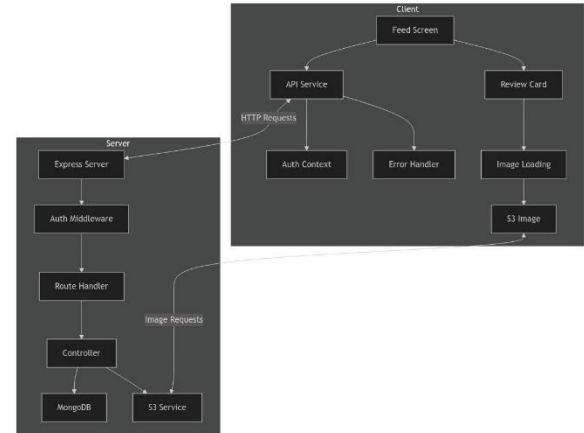 Client
Feed Screen
API Service
Review Card
HTTP Requests
Server
Express Server
Auth Context
Error Handler
Image Loading
Auth Middleware
S3 Image
Route Handler
Image Requests
Controller
MongoDB
S3 Service